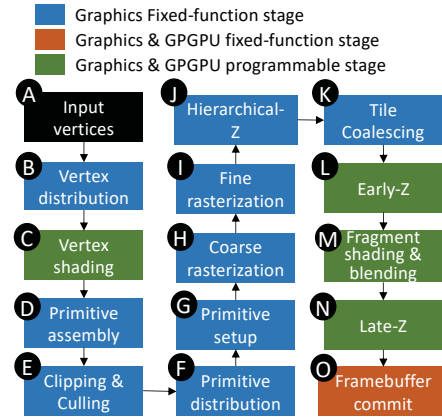 Graphics Fixed-function stage
Graphics & GPGPU fixed-function stage
Graphics & GPGPU programmable stage
A
Input
vertices
B
Vertex
distribution
C
Vertex
shading
D
Primitive
assembly
E
Clipping &
Culling
F
Primitive
distribution
G
Primitive
setup
H
Coarse
rasterization
I
Fine
rasterization
J
Hierarchical-
Z
K
Tile
Coalescing
L
Early-Z
M
Fragment
shading &
blending
N
Late-Z
O
Framebuffer
commit